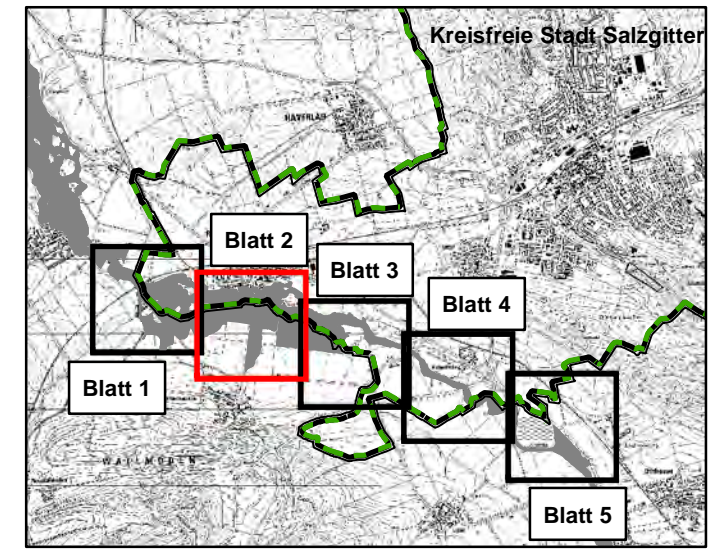 Kreisfreie Stadt Salzgitter
HAVERLAH
Blatt 2
Blatt 3
Blatt 4
Blatt 1
WALLMODEN
Blatt 5